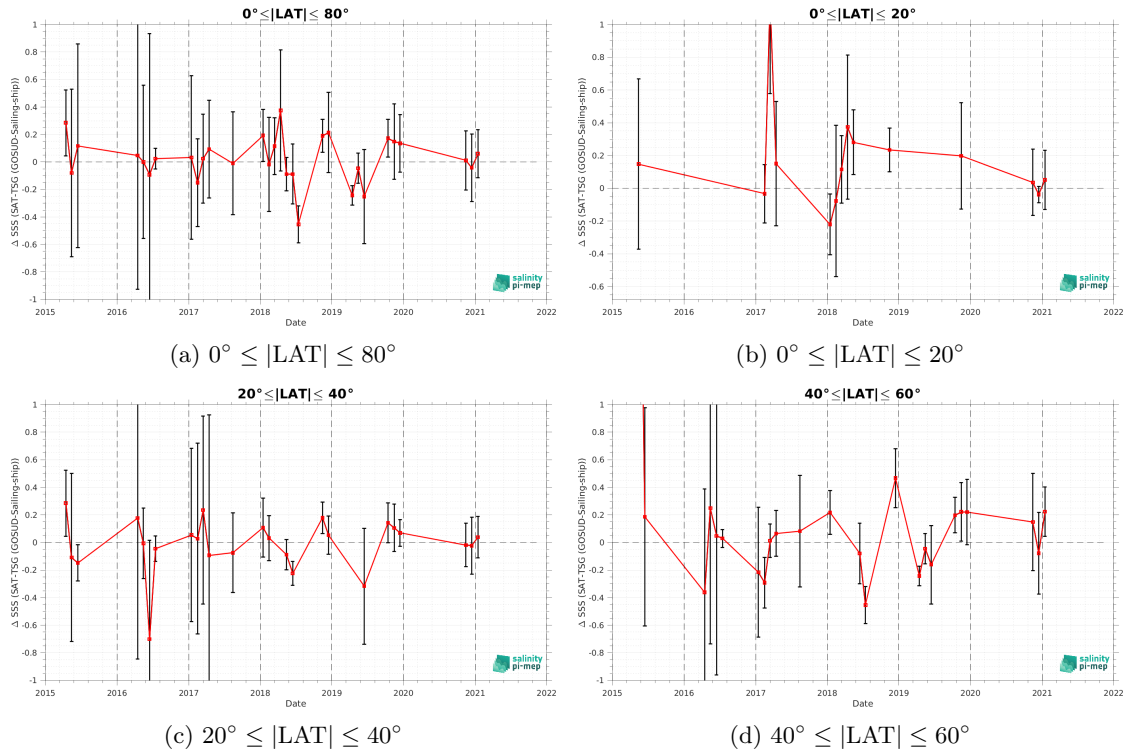 0°≤|LAT|≤ 80°
Δ SSS (SAT-TSG (GOSUD-Sailing-ship))
1
0.8
0.6
0.4
0.2
0
-0.2
-0.4
-0.6
-0.8
-1
2015 2016 2017 2018 2019 2020 2021 2022
Date
salinity
pi-mep
(a) 0° ≤ |LAT| ≤ 80°
0°≤|LAT|≤ 20°
Δ SSS (SAT-TSG (GOSUD-Sailing-ship))
1
0.8
0.6
0.4
0.2
0
-0.2
-0.4
-0.6
2015 2016 2017 2018 2019 2020 2021 2022
Date
salinity
pi-mep
(b) 0° ≤ |LAT| ≤ 20°
20°≤|LAT|≤ 40°
Δ SSS (SAT-TSG (GOSUD-Sailing-ship))
1
0.8
0.6
0.4
0.2
0
-0.2
-0.4
-0.6
-0.8
-1
2015 2016 2017 2018 2019 2020 2021 2022
Date
salinity
pi-mep
(c) 20° ≤ |LAT| ≤ 40°
40°≤|LAT|≤ 60°
Δ SSS (SAT-TSG (GOSUD-Sailing-ship))
1
0.8
0.6
0.4
0.2
0
-0.2
-0.4
-0.6
-0.8
-1
2015 2016 2017 2018 2019 2020 2021 2022
Date
salinity
pi-mep
(d) 40° ≤ |LAT| ≤ 60°